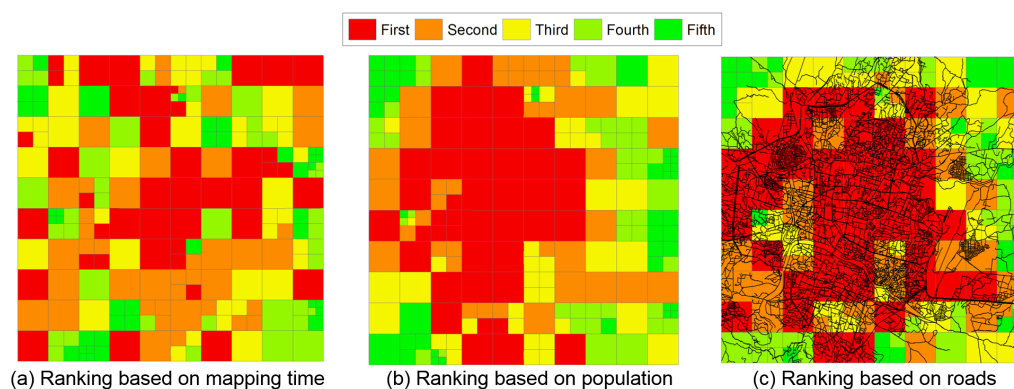 First Second Third Fourth Fifth
(a) Ranking based on mapping time (b) Ranking based on population (c) Ranking based on roads